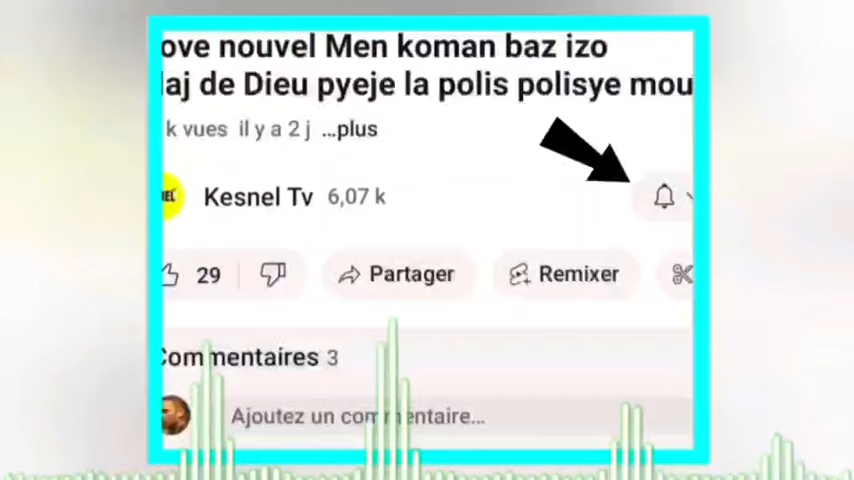 ove nouvel Men koman baz izo
laj de Dieu pyeje la polis polisye mou
k vues il y a 2 j ...plus
Kesnel Tv 6,07 k
29
Partager
Remixer
Commentaires 3
Ajoutez un commentaire...